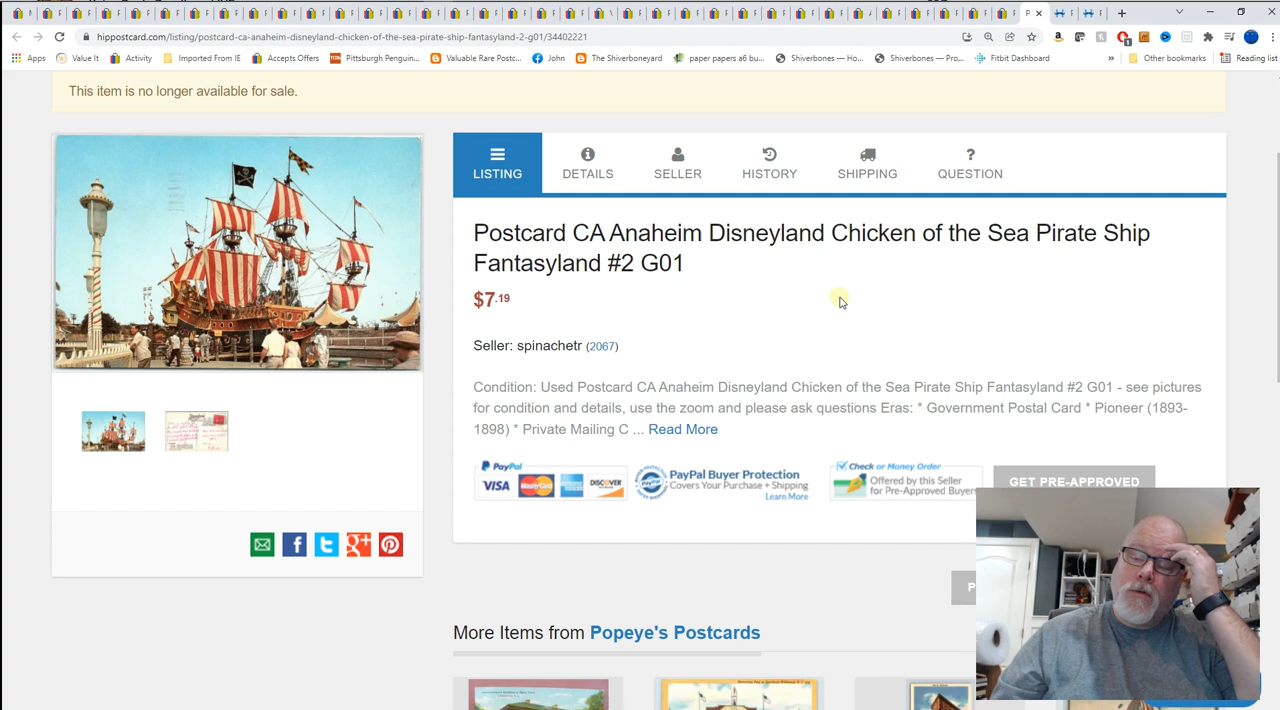 hippostcard.com/listing/postcard-ca-anaheim-disneyland-chicken-of-the-sea-pirate-ship-fantasyland-2-g01/34402221
Apps
Value It
Activity
Imported From IE
Accepts Offers
Pittsburgh Penguin...
Valuable Rare Postc...
John
The Shiverboneyard
paper papers a6 bu...
Shiverbones — Ho...
Shiverbones — Pro...
Fitbit Dashboard
»
Other bookmarks
Reading list
This item is no longer available for sale.
LISTING
DETAILS
SELLER
HISTORY
SHIPPING
QUESTION
Postcard CA Anaheim Disneyland Chicken of the Sea Pirate Ship
Fantasyland #2 G01
$7.19
Seller: spinachetr (2067)
Condition: Used Postcard CA Anaheim Disneyland Chicken of the Sea Pirate Ship Fantasyland #2 G01 - see pictures
for condition and details, use the zoom and please ask questions Eras: * Government Postal Card * Pioneer (1893-
1898) * Private Mailing C ... Read More
PayPal
VISA MasterCard DISCOVER
PayPal Buyer Protection
Covers Your Purchase + Shipping
Learn More
Check or Money Order
Offered by this Seller
for Pre-Approved Buyers
GET PRE-APPROVED
P
More Items from Popeye's Postcards